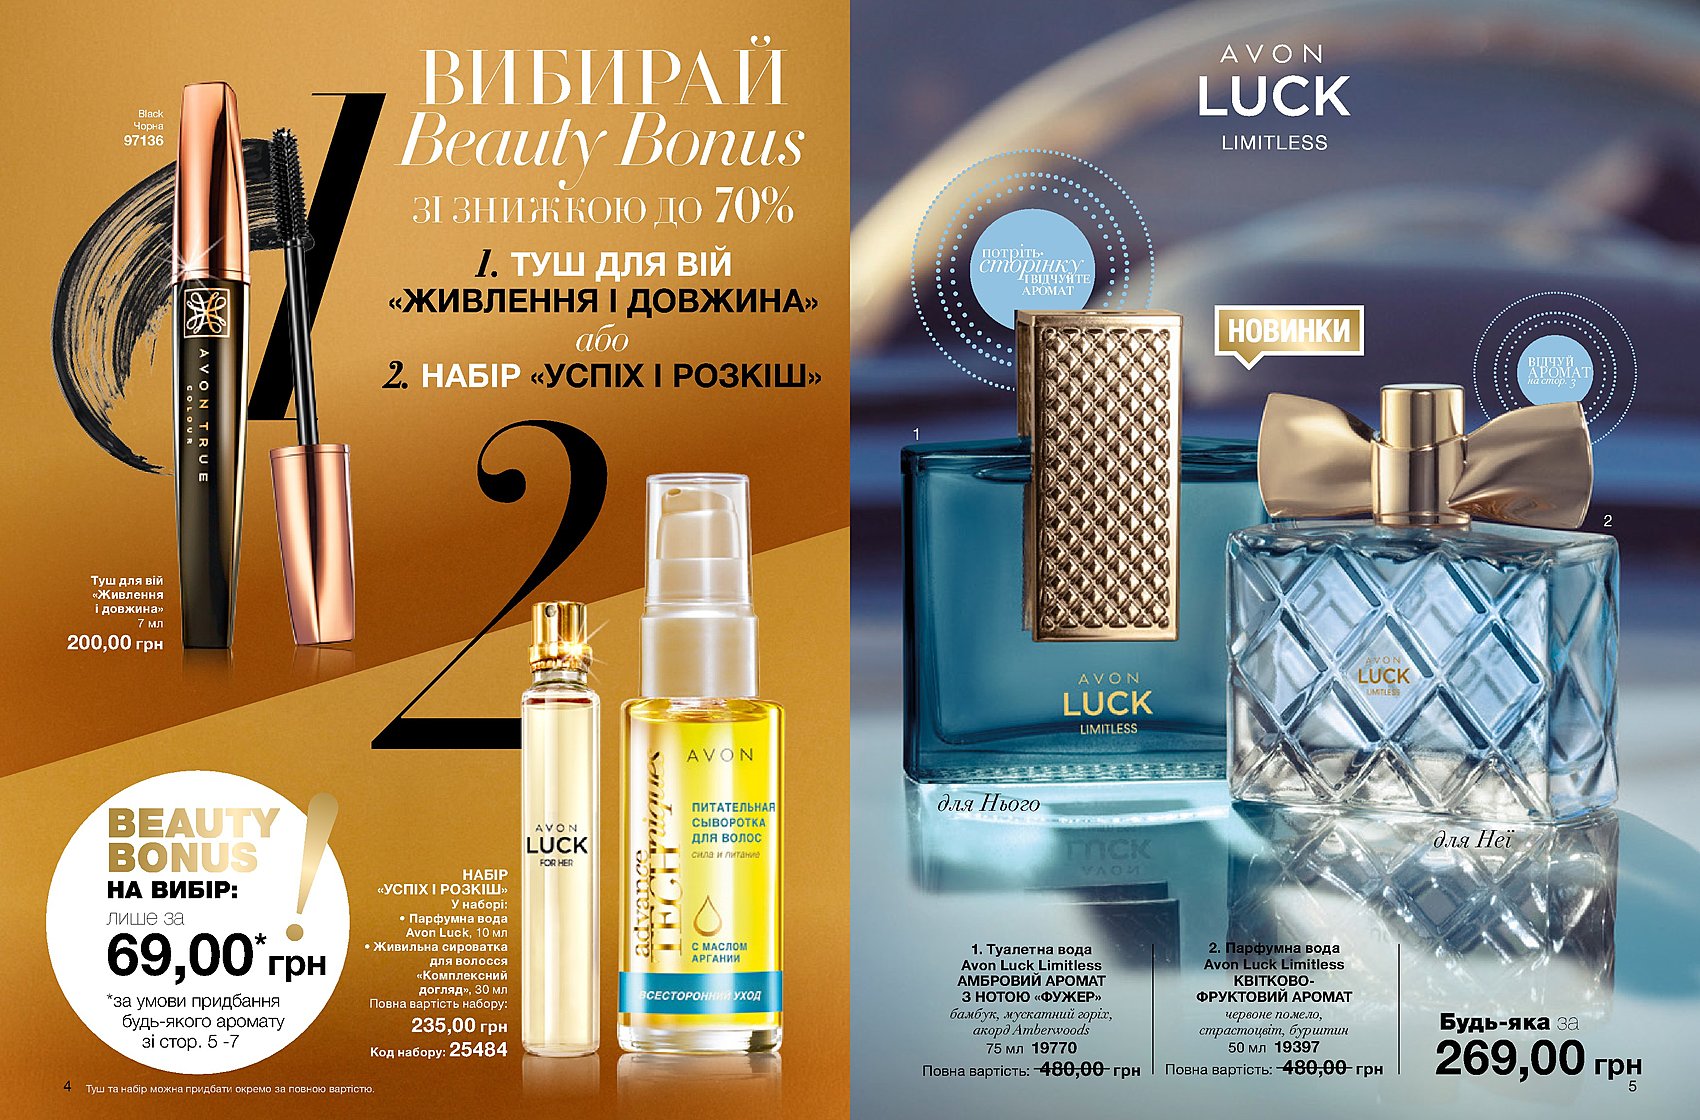 ВИБИРАЙ
Beauty Bonus
ЗІ ЗНИЖКОЮ ДО 70%
1. ТУШ ДЛЯ ВІЙ
«ЖИВЛЕННЯ І ДОВЖИНА»
або
2. НАБІР «УСПІХ І РОЗКІШ»
Black
Чорна
97136
1
AVON TRUE
COLOUR
Туш для вій
«Живлення
і довжина»
7 мл
200,00 грн
2
BEAUTY
BONUS!
НА ВИБІР:
лише за
69,00* грн
*за умови придбання
будь-якого аромату
зі стор. 5 -7
НАБІР
«УСПІХ І РОЗКІШ»
У наборі:
• Парфумна вода
Avon Luck, 10 мл
• Живильна сироватка
для волосся
«Комплексний
догляд», 30 мл
Повна вартість набору:
235,00 грн
Код набору: 25484
AVON
LUCK
FOR HER
AVON
advance
TECHniques
ПИТАТЕЛЬНАЯ
СЫВОРОТКА
ДЛЯ ВОЛОС
сила и питание
С МАСЛОМ
АРГАНИИ
ВСЕСТОРОННИЙ УХОД
4
Туш та набір можна придбати окремо за повною вартістю.
AVON
LUCK
LIMITLESS
ПОТРІТЬ
СТОРІНКУ
І ВІДЧУЙТЕ
АРОМАТ
НОВИНКИ
ВІДЧУЙ
АРОМАТ
на стор. 3
1
2
AVON
LUCK
LIMITLESS
AVON
LUCK
LIMITLESS
для Нього
для Неї
1. Туалетна вода
Avon Luck Limitless
АМБРОВИЙ АРОМАТ
З НОТОЮ «ФУЖЕР»
бамбук, мускатний горіх,
акорд Amberwoods
75 мл 19770
Повна вартість: 480,00 грн
2. Парфумна вода
Avon Luck Limitless
КВІТКОВО-
ФРУКТОВИЙ АРОМАТ
червоне помело,
страстоцвіт, бурштин
50 мл 19397
Повна вартість: 480,00 грн
Будь-яка за
269,00 грн
5